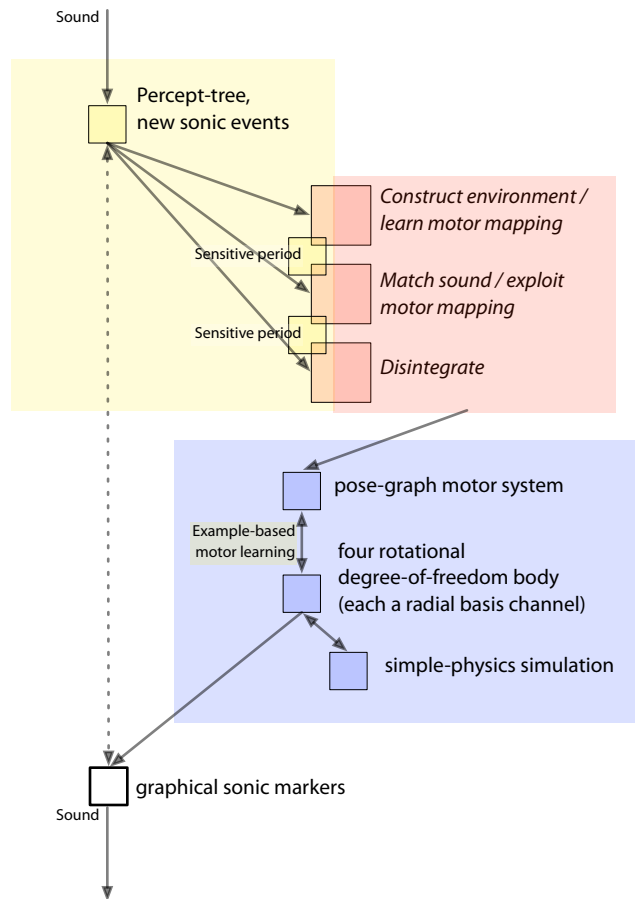 Sound
Percept-tree,
new sonic events
Construct environment /
learn motor mapping
Sensitive period
Match sound / exploit
motor mapping
Sensitive period
Disintegrate
pose-graph motor system
Example-based
motor learning
four rotational
degree-of-freedom body
(each a radial basis channel)
simple-physics simulation
graphical sonic markers
Sound